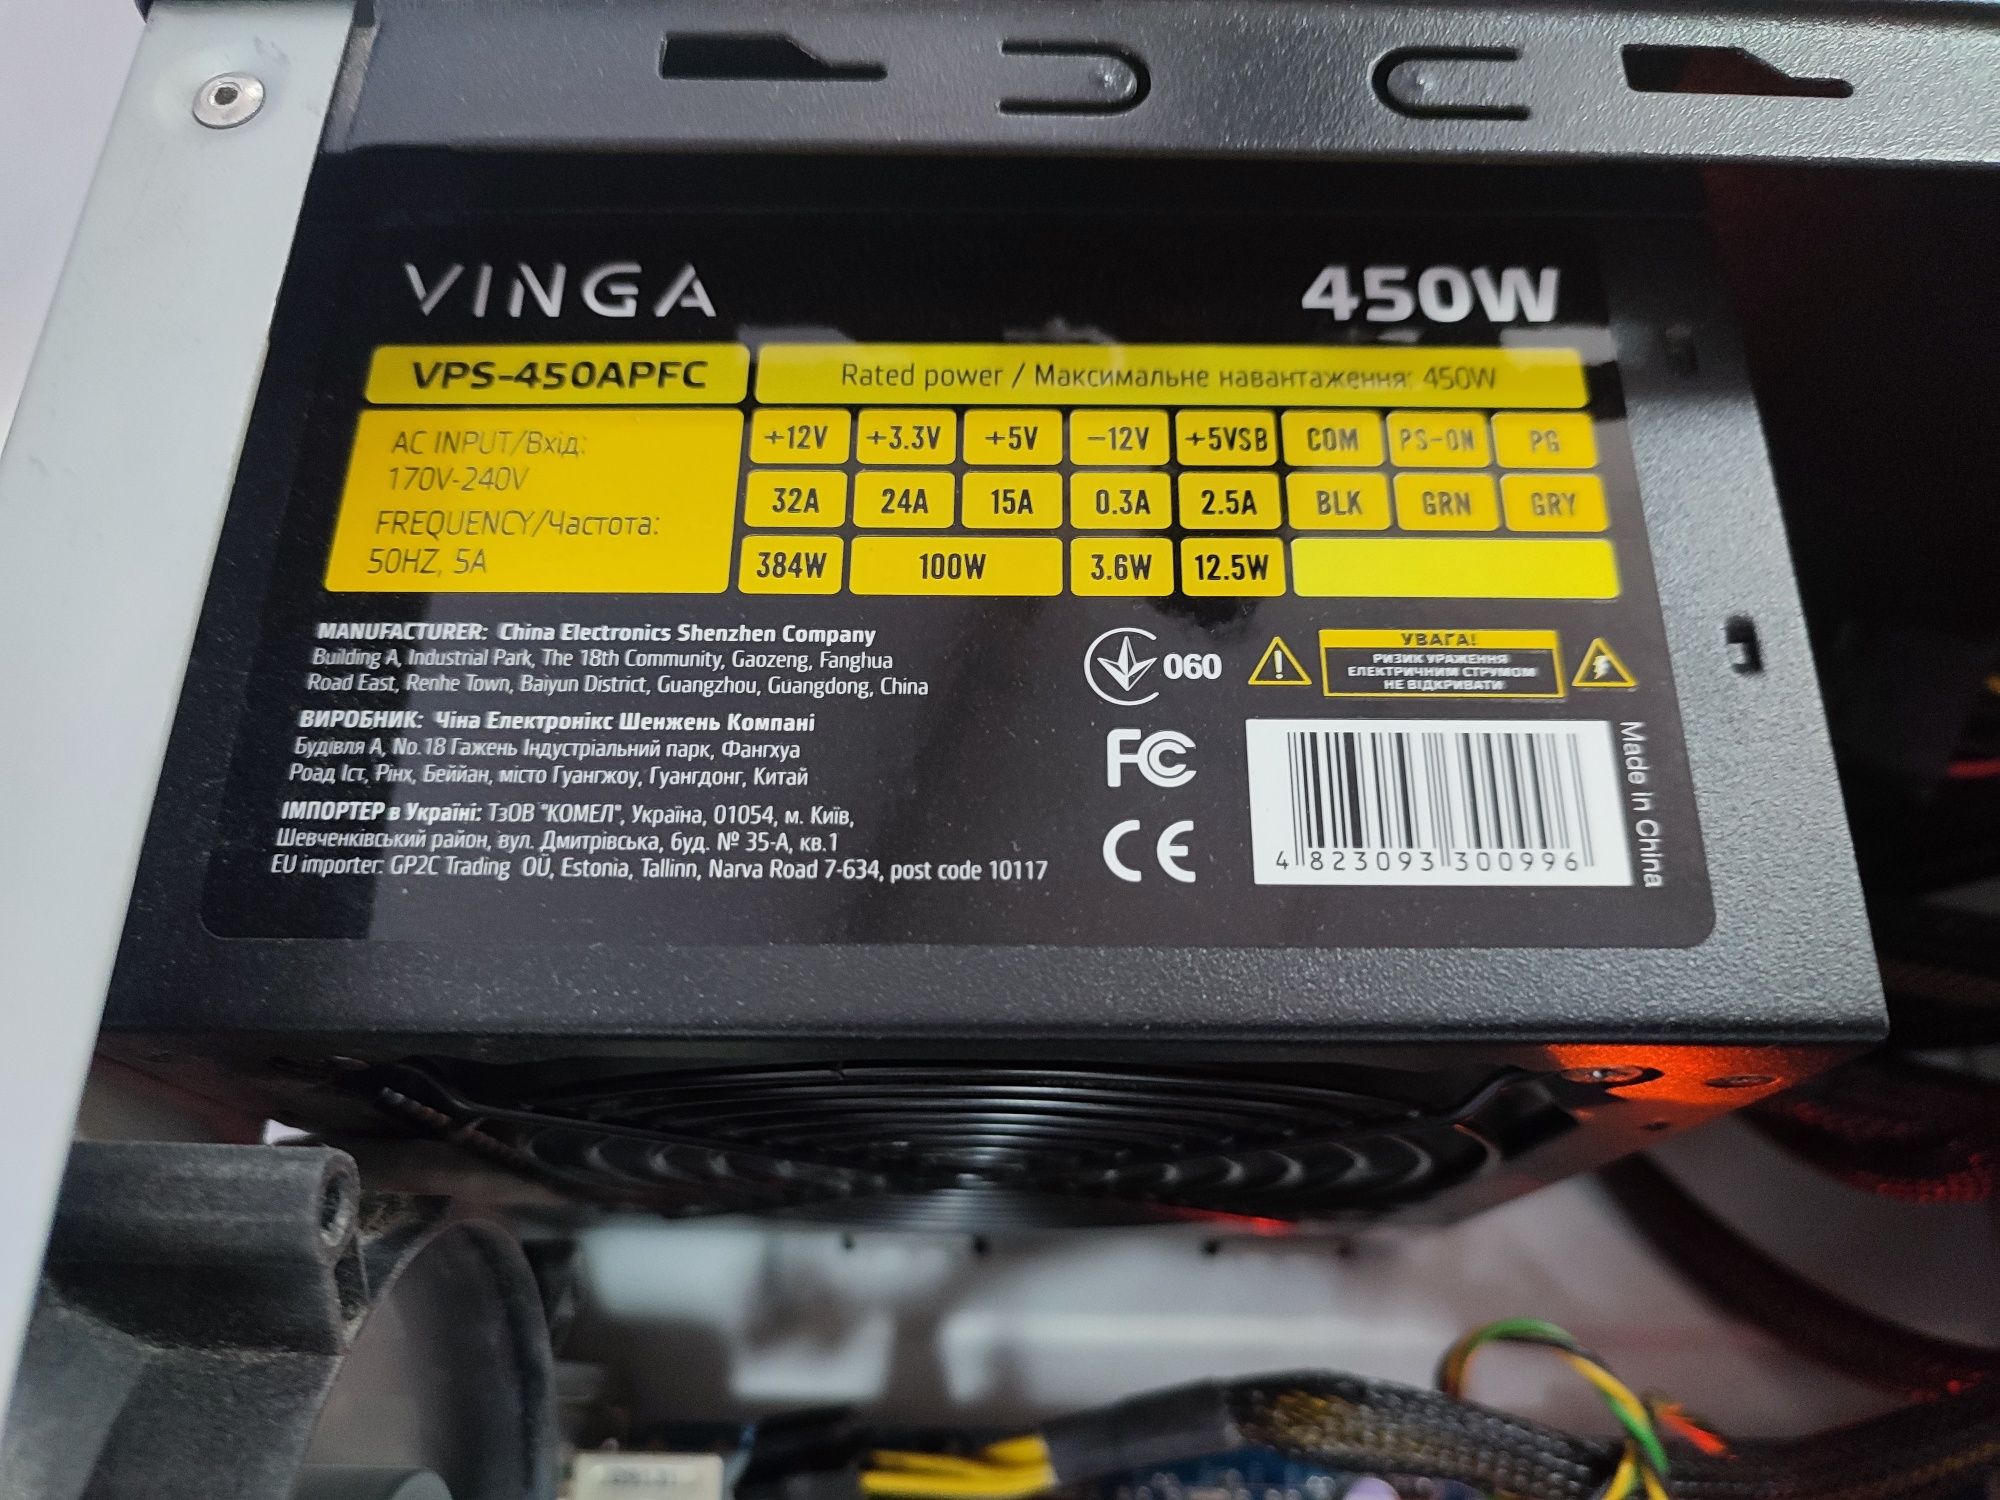 VINGA
450W
VPS-450APFC
Rated power / Максимальне навантаження: 450W
AC INPUT/Вхід:
170V-240V
FREQUENCY/Частота:
50HZ, 5A
+12V +3.3V +5V -12V +5VSB COM PS-ON PG
32A 24A 15A 0.3A 2.5A BLK GRN GRY
384W 100W 3.6W 12.5W
MANUFACTURER: China Electronics Shenzhen Company
Building A, Industrial Park, The 18th Community, Gaozeng, Fanghua
Road East, Renhe Town, Baiyun District, Guangzhou, Guangdong, China
ВИРОБНИК: Чіна Електронікс Шенжень Компані
Будівля А, No.18 Гажень Індустріальний парк, Фангхуа
Роад Іст, Рінх, Беййан, місто Гуангжоу, Гуангдонг, Китай
ІМПОРТЕР в Україні: ТзОВ "КОМЕЛ", Україна, 01054, м. Київ,
Шевченківський район, вул. Дмитрівська, буд. № 35-А, кв.1
EU importer: GP2C Trading OÜ, Estonia, Tallinn, Narva Road 7-634, post code 10117
060
УВАГА!
РИЗИК УРАЖЕННЯ
ЕЛЕКТРИЧНИМ СТРУМОМ
НЕ ВІДКРИВАТИ
FC
CE
4 823093 300996
Made in China